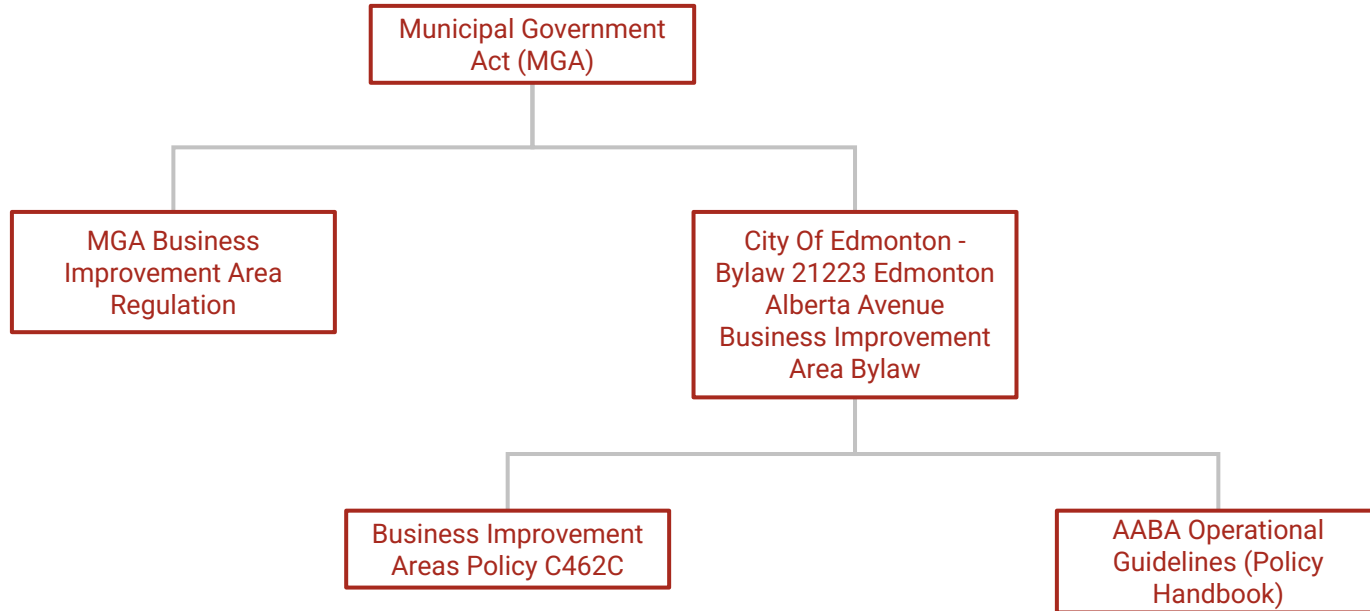 Municipal Government
Act (MGA)
MGA Business
Improvement Area
Regulation
City Of Edmonton -
Bylaw 21223 Edmonton
Alberta Avenue
Business Improvement
Area Bylaw
Business Improvement
Areas Policy C462C
AABA Operational
Guidelines (Policy
Handbook)